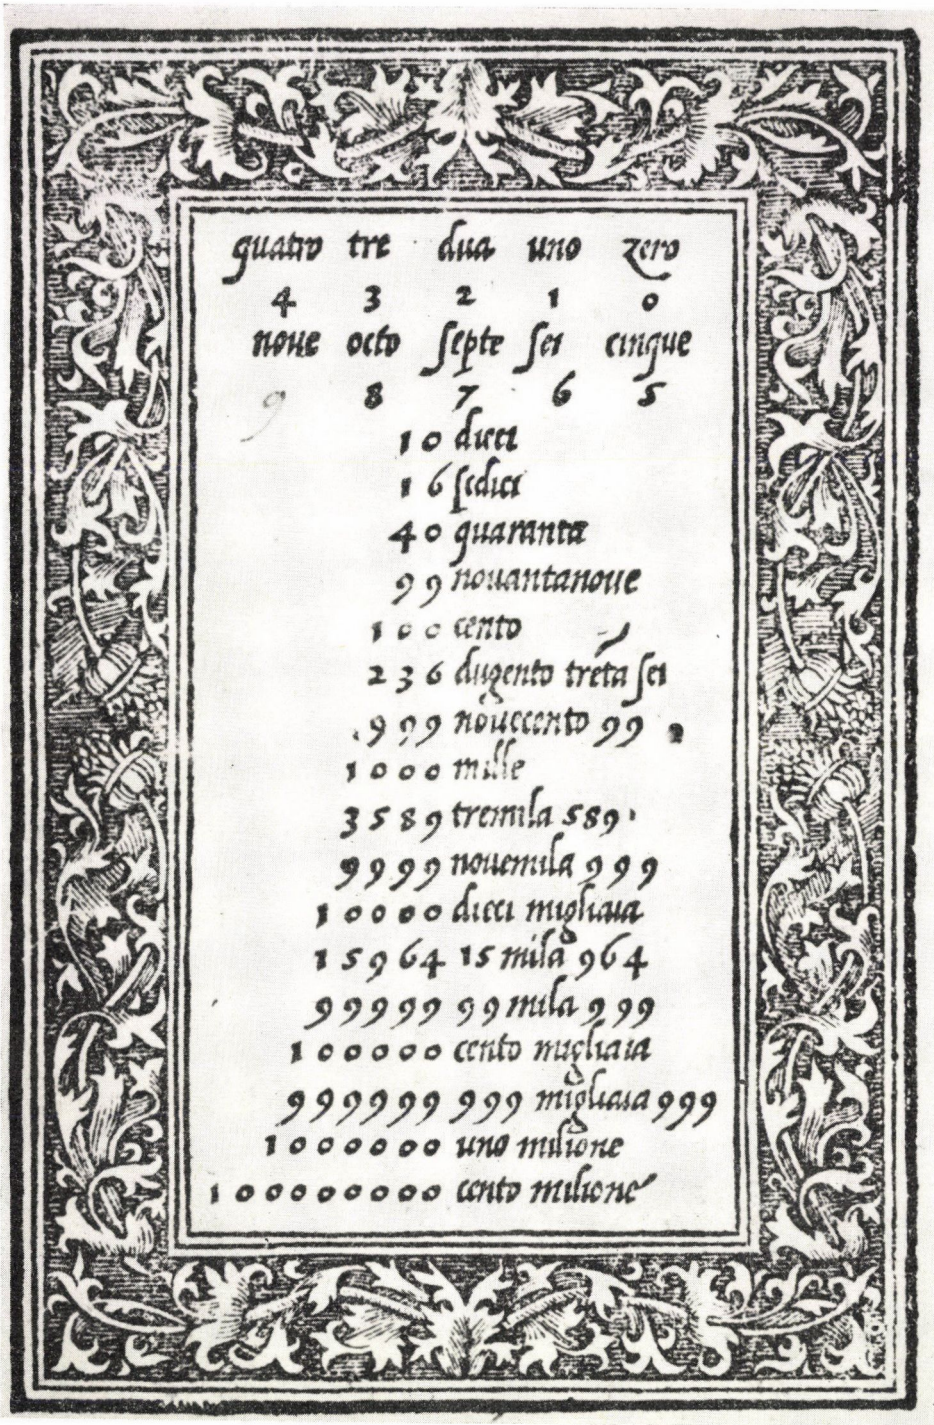 quatro tre dua uno zero
4 3 2 1 0
noue octo ſepte ſei cinque
9 8 7 6 5
10 dieci
16 ſedici
40 quaranta
99 nouantanoue
100 cento
236 dugento trēta ſei
999 nouecento 99
1000 mille
3589 tremila 589
9999 nouemila 999
10000 dieci migliaia
15964 15 mila 964
99999 99 mila 999
100000 cento migliaia
999999 999 migliaia 999
1000000 uno milione
100000000 cento milione